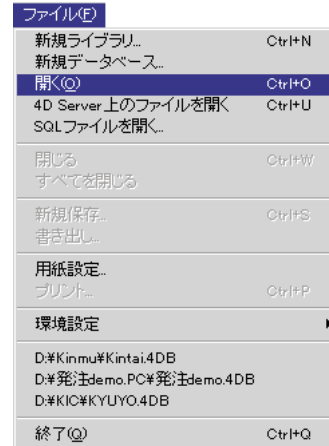 ファイル(F)
新規ライブラリ... Ctrl+N
新規データベース...
開く(O) Ctrl+O
4D Server上のファイルを開く Ctrl+U
SQLファイルを開く...
閉じる Ctrl+W
すべてを閉じる
新規保存... Ctrl+S
書き出し...
用紙設定...
プリント... Ctrl+P
環境設定
D:¥Kinmu¥Kintai.4DB
D:¥発注demo.PC¥発注demo.4DB
D:¥KIC¥KYUYO.4DB
終了(Q) Ctrl+Q